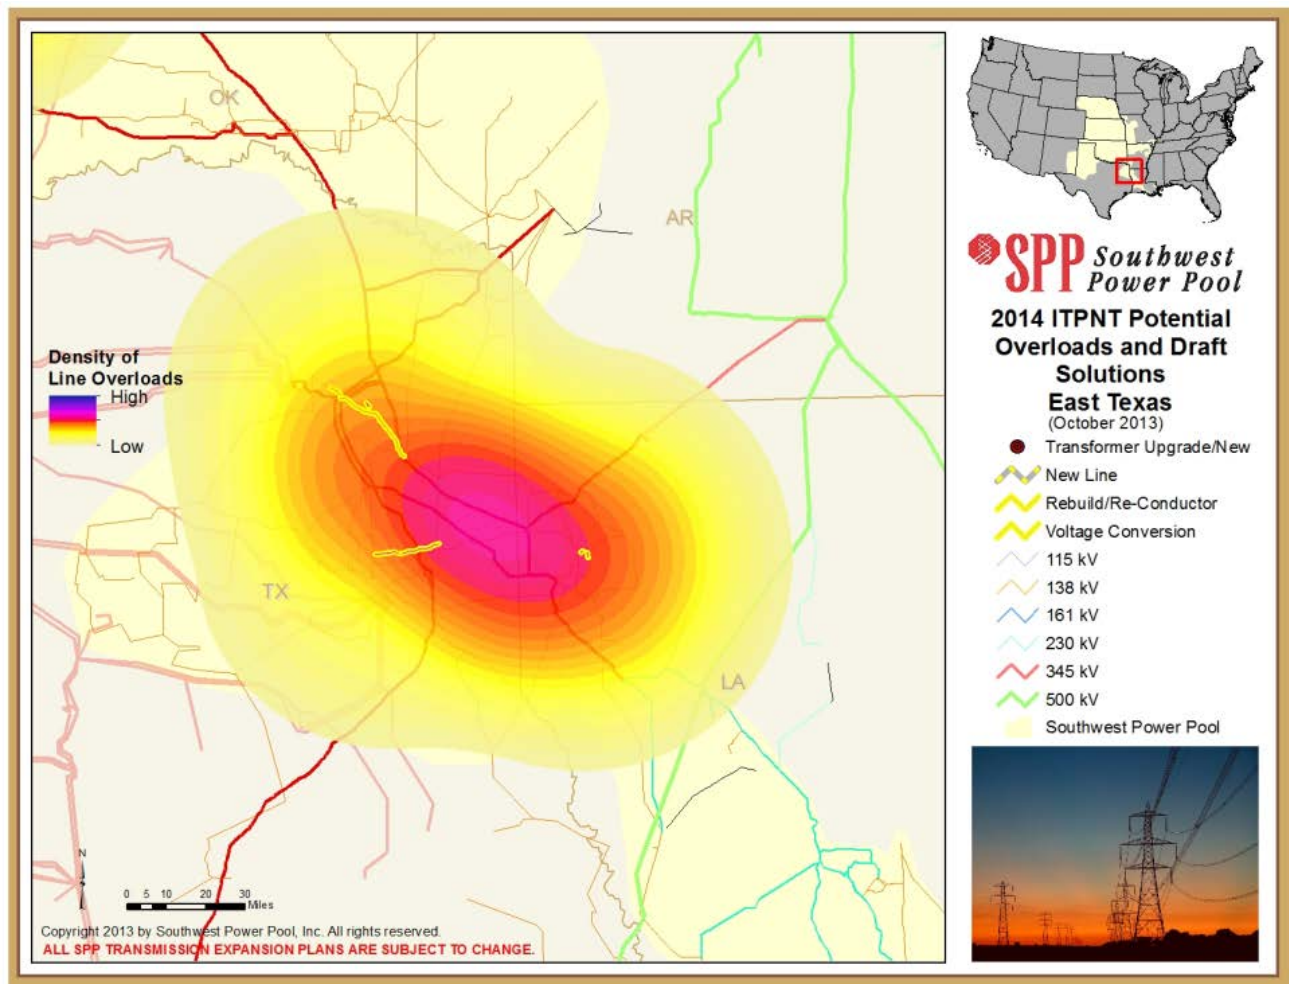 OK
AR
TX
LA
Density of
Line Overloads
High
Low
N
0 5 10 20 30
Miles
Copyright 2013 by Southwest Power Pool, Inc. All rights reserved.
ALL SPP TRANSMISSION EXPANSION PLANS ARE SUBJECT TO CHANGE.
SPP Southwest
Power Pool
2014 ITPNT Potential
Overloads and Draft
Solutions
East Texas
(October 2013)
Transformer Upgrade/New
New Line
Rebuild/Re-Conductor
Voltage Conversion
115 kV
138 kV
161 kV
230 kV
345 kV
500 kV
Southwest Power Pool